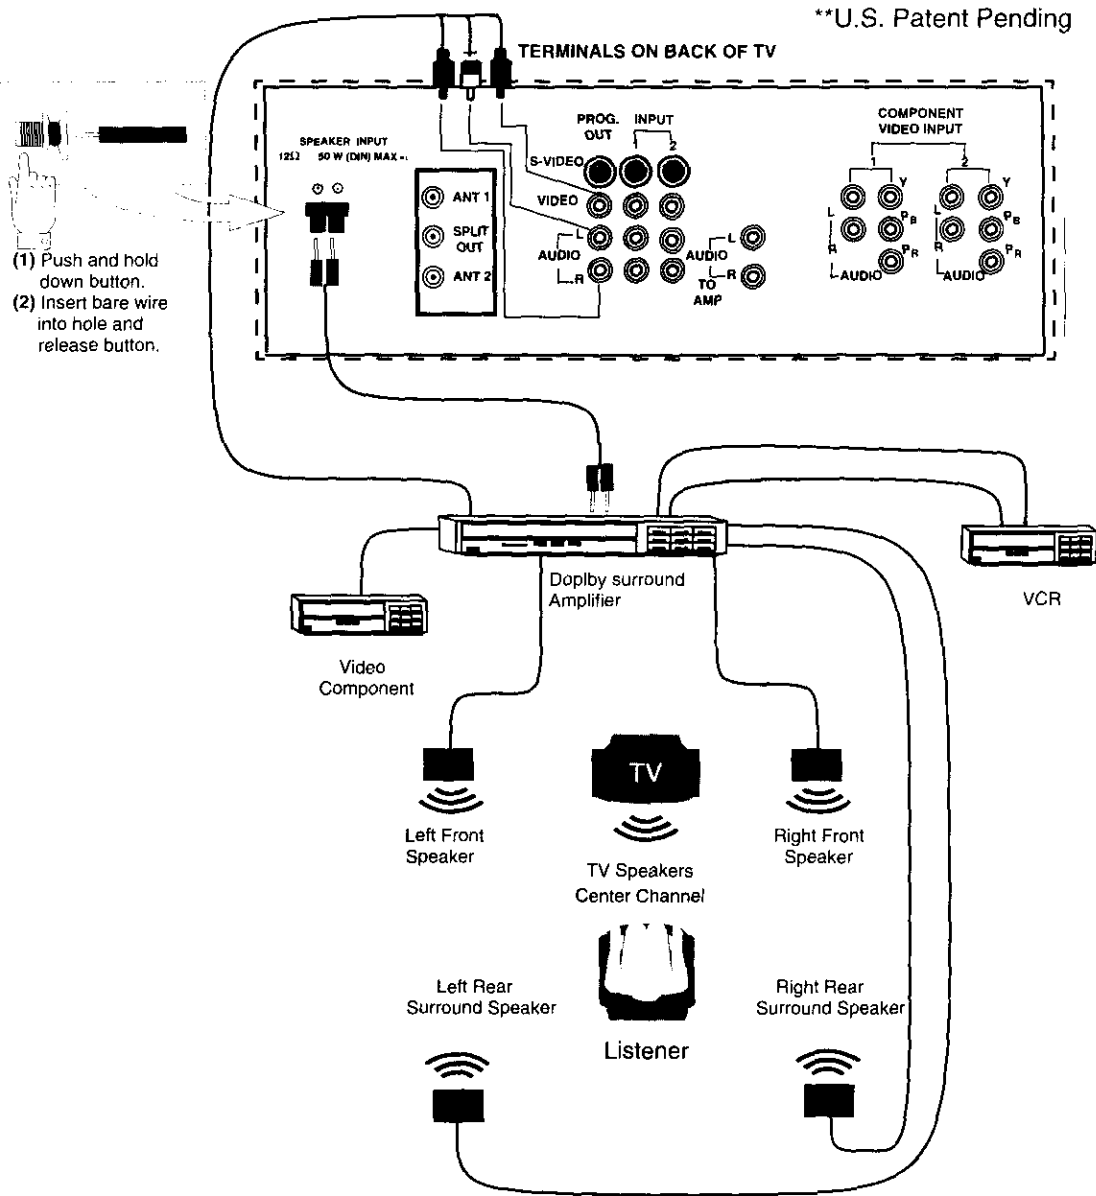 **U.S. Patent Pending
TERMINALS ON BACK OF TV
SPEAKER INPUT
12Ω 50 W (DIN) MAX
ANT 1
SPLIT
OUT
ANT 2
PROG. INPUT
OUT
1 2
S-VIDEO
VIDEO
L
AUDIO
R
L
AUDIO
R
TO
AMP
COMPONENT
VIDEO INPUT
1 2
Y
L
PB
R
PR
AUDIO
Y
L
PB
R
PR
AUDIO
(1) Push and hold
down button.
(2) Insert bare wire
into hole and
release button.
Doplby surround
Amplifier
VCR
Video
Component
TV
Left Front
Speaker
Right Front
Speaker
TV Speakers
Center Channel
Left Rear
Surround Speaker
Right Rear
Surround Speaker
Listener